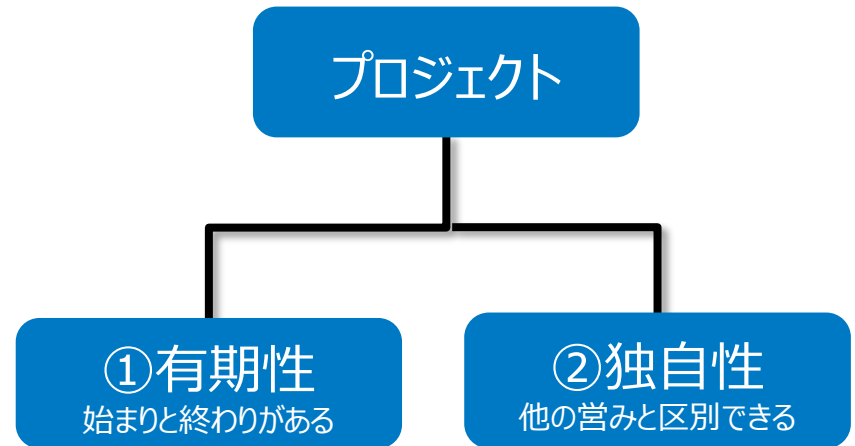 プロジェクト
①有期性
始まりと終わりがある
②独自性
他の営みと区別できる